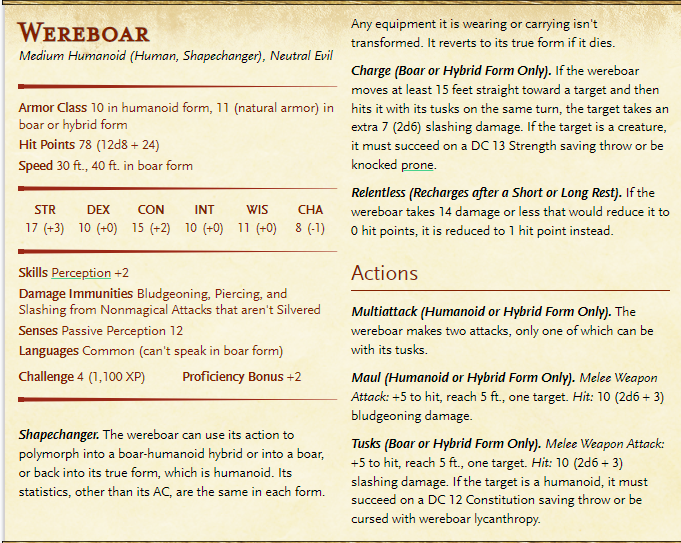 WEREBOAR
Medium Humanoid (Human, Shapechanger), Neutral Evil
Armor Class 10 in humanoid form, 11 (natural armor) in
boar or hybrid form
Hit Points 78 (12d8 + 24)
Speed 30 ft., 40 ft. in boar form
STR DEX CON INT WIS CHA
17 (+3) 10 (+0) 15 (+2) 10 (+0) 11 (+0) 8 (-1)
Skills Perception +2
Damage Immunities Bludgeoning, Piercing, and
Slashing from Nonmagical Attacks that aren't Silvered
Senses Passive Perception 12
Languages Common (can't speak in boar form)
Challenge 4 (1,100 XP) Proficiency Bonus +2
Shapechanger. The wereboar can use its action to
polymorph into a boar-humanoid hybrid or into a boar,
or back into its true form, which is humanoid. Its
statistics, other than its AC, are the same in each form.
Any equipment it is wearing or carrying isn't
transformed. It reverts to its true form if it dies.
Charge (Boar or Hybrid Form Only). If the wereboar
moves at least 15 feet straight toward a target and then
hits it with its tusks on the same turn, the target takes an
extra 7 (2d6) slashing damage. If the target is a creature,
it must succeed on a DC 13 Strength saving throw or be
knocked prone.
Relentless (Recharges after a Short or Long Rest). If the
wereboar takes 14 damage or less that would reduce it to
0 hit points, it is reduced to 1 hit point instead.
Actions
Multiattack (Humanoid or Hybrid Form Only). The
wereboar makes two attacks, only one of which can be
with its tusks.
Maul (Humanoid or Hybrid Form Only). Melee Weapon
Attack: +5 to hit, reach 5 ft., one target. Hit: 10 (2d6 + 3)
bludgeoning damage.
Tusks (Boar or Hybrid Form Only). Melee Weapon Attack:
+5 to hit, reach 5 ft., one target. Hit: 10 (2d6 + 3)
slashing damage. If the target is a humanoid, it must
succeed on a DC 12 Constitution saving throw or be
cursed with wereboar lycanthropy.